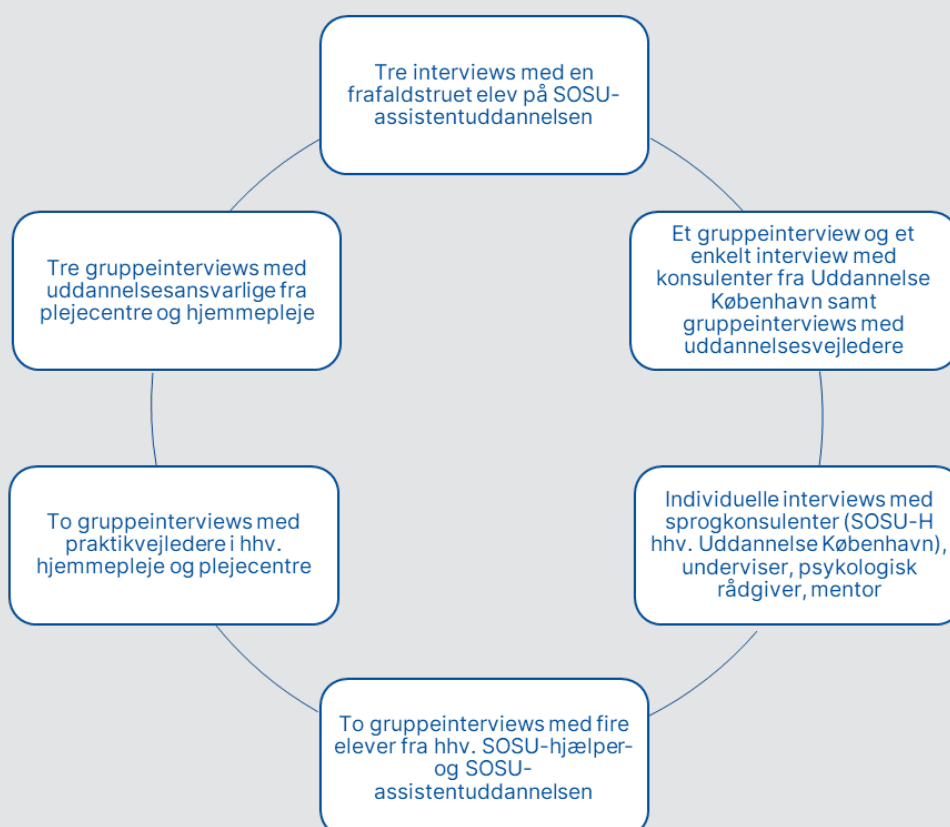 Tre interviews med en
frafaldstruet elev på SOSU-
assistentuddannelsen
Et gruppeinterview og et
enkelt interview med
konsulenter fra Uddannelse
København samt
gruppeinterviews med
uddannelsesvejledere
Individuelle interviews med
sprogkonsulenter (SOSU-H
hhv. Uddannelse København),
underviser, psykologisk
rådgiver, mentor
To gruppeinterviews med fire
elever fra hhv. SOSU-hjælper-
og SOSU-
assistentuddannelsen
To gruppeinterviews med
praktikvejledere i hhv.
hjemmepleje og plejecentre
Tre gruppeinterviews med
uddannelsesansvarlige fra
plejecentre og hjemmepleje